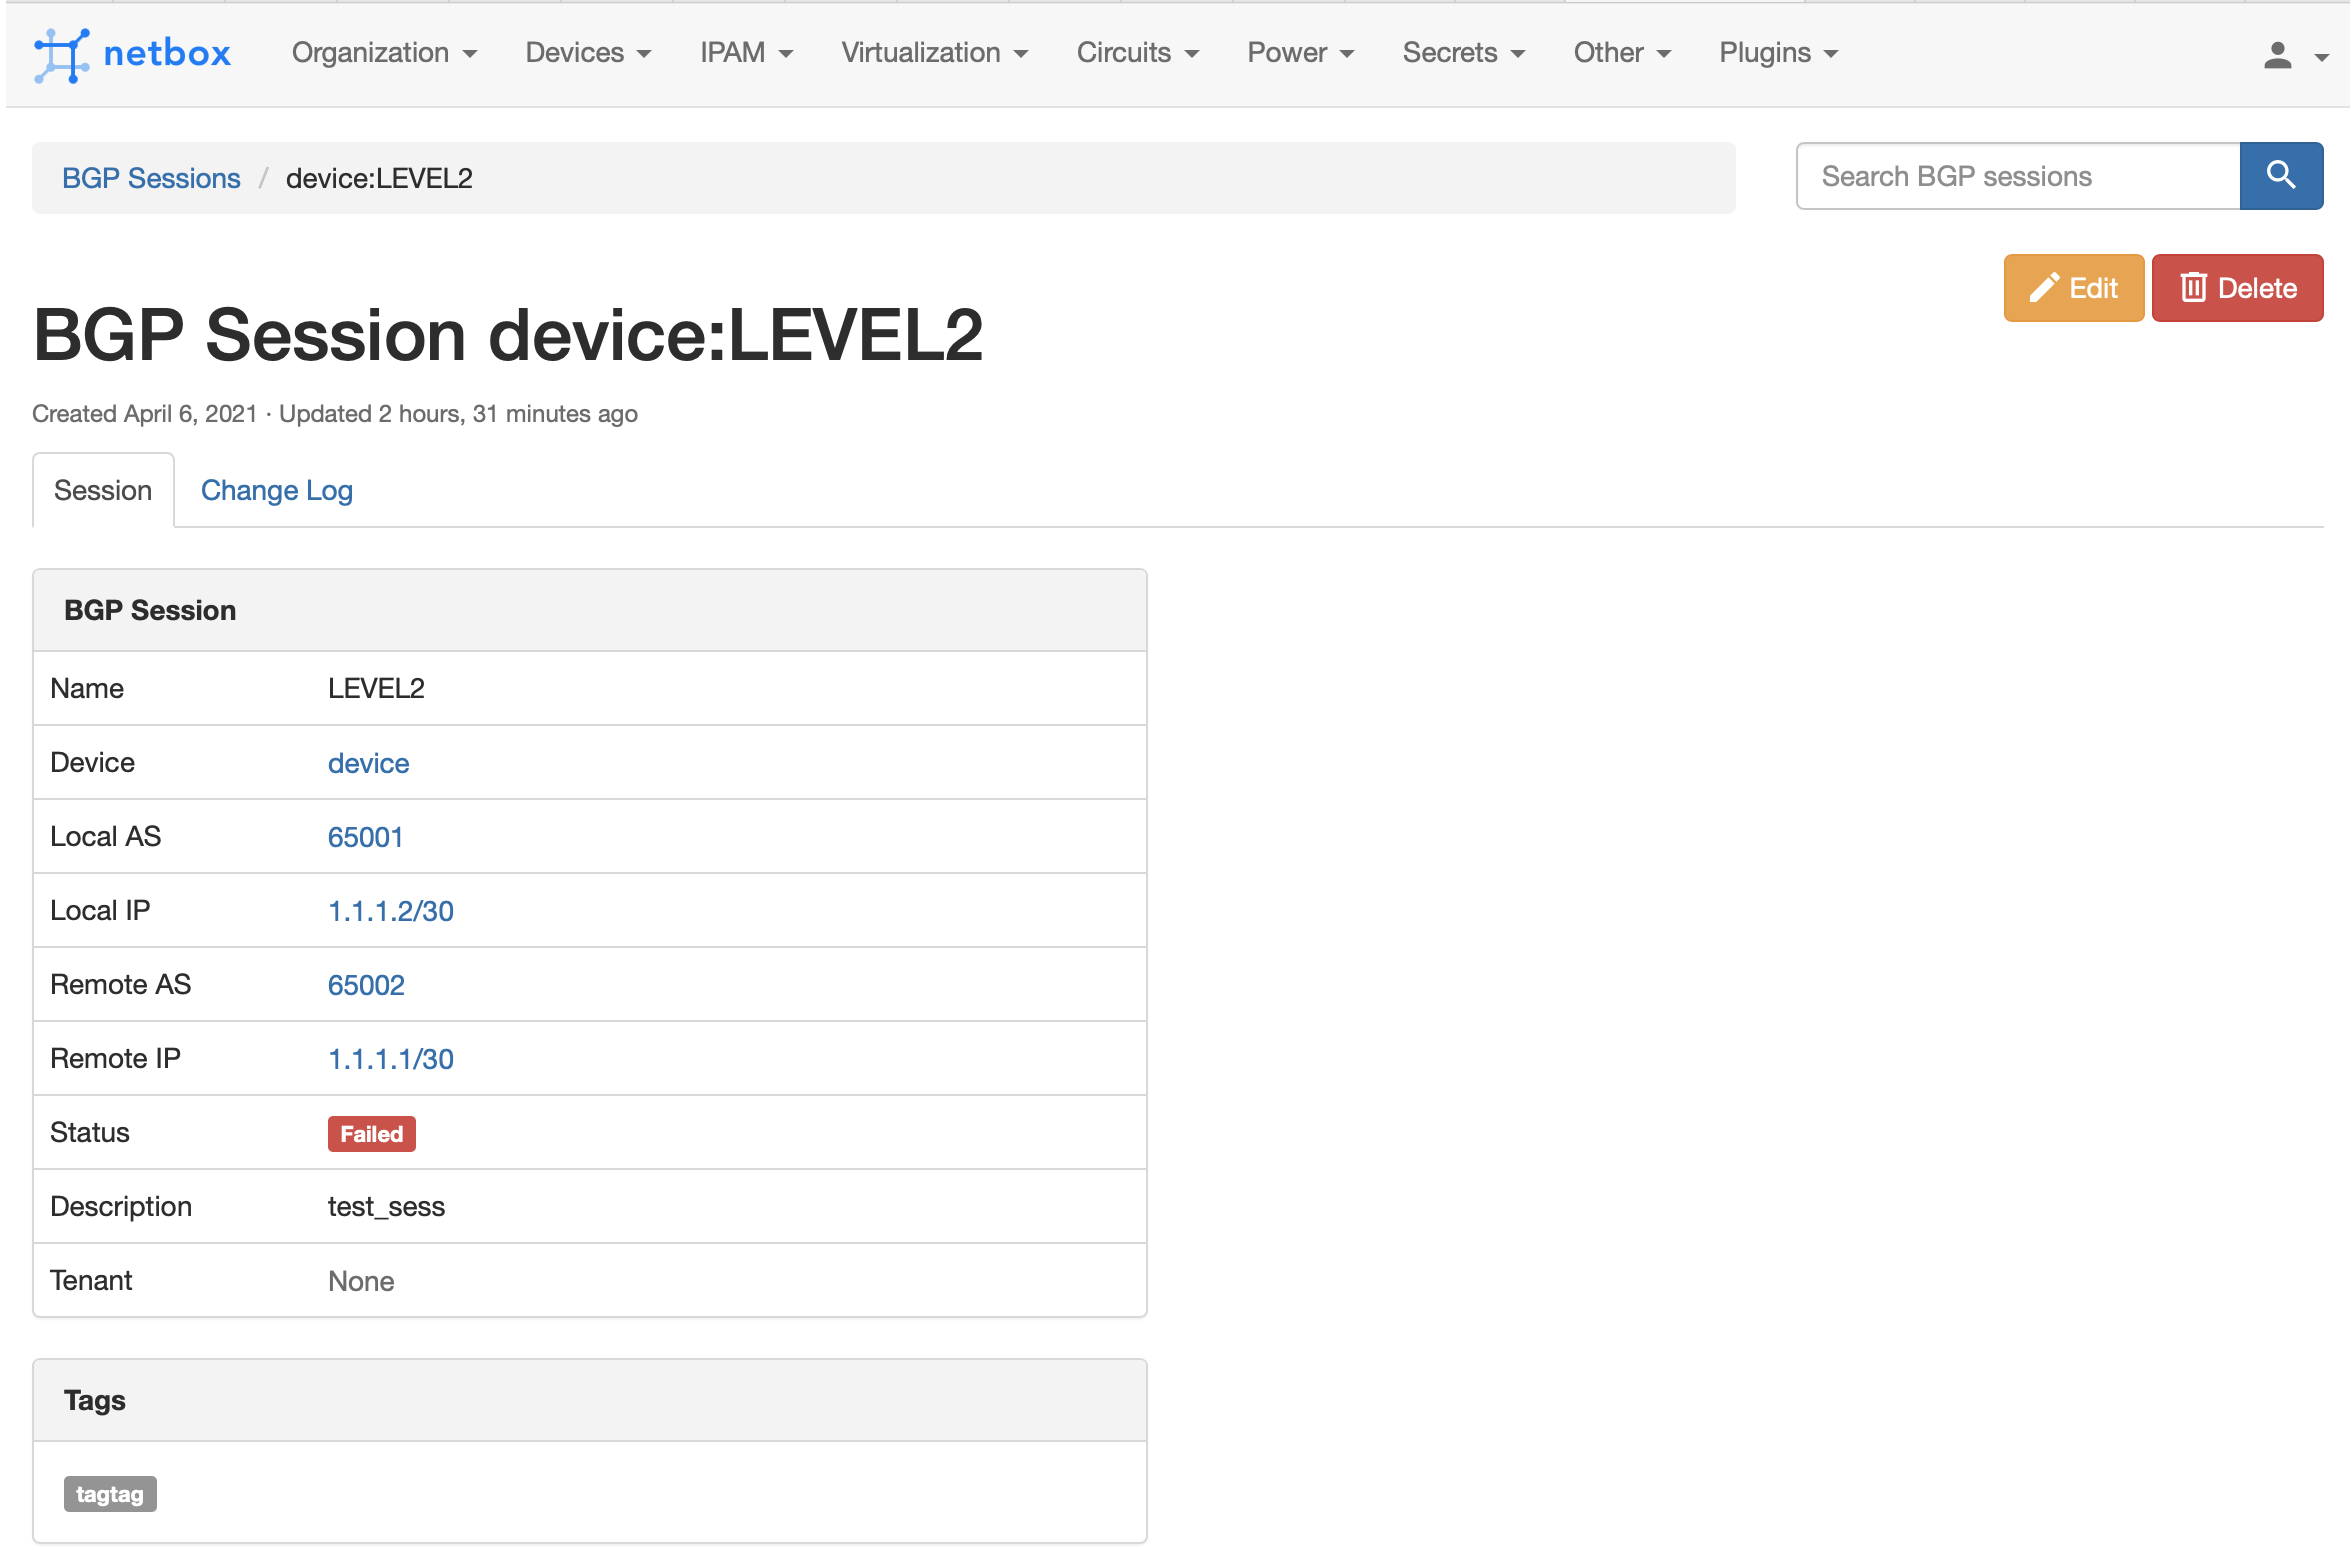 netbox Organization Devices IPAM Virtualization Circuits Power Secrets Other Plugins
BGP Sessions / device:LEVEL2
Search BGP sessions
Edit Delete
BGP Session device:LEVEL2
Created April 6, 2021 · Updated 2 hours, 31 minutes ago
Session Change Log
BGP Session
Name LEVEL2
Device device
Local AS 65001
Local IP 1.1.1.2/30
Remote AS 65002
Remote IP 1.1.1.1/30
Status Failed
Description test_sess
Tenant None
Tags
tagtag